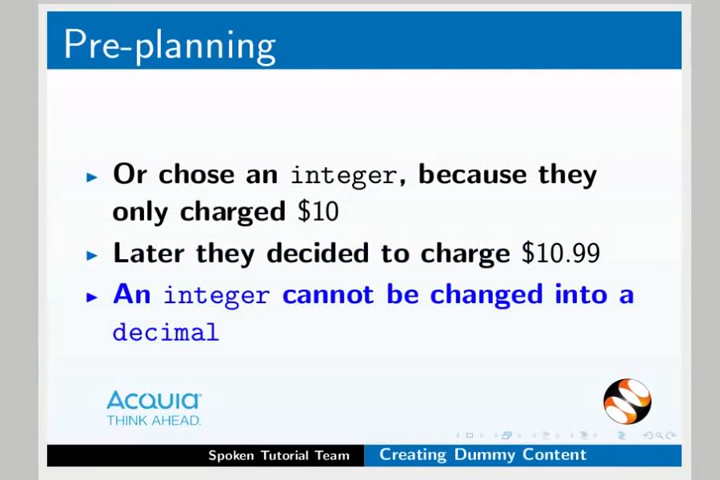 Pre-planning
Or chose an integer, because they
only charged $10
Later they decided to charge $10.99
An integer cannot be changed into a
decimal
Acquia
THINK AHEAD.
Spoken Tutorial Team
Creating Dummy Content